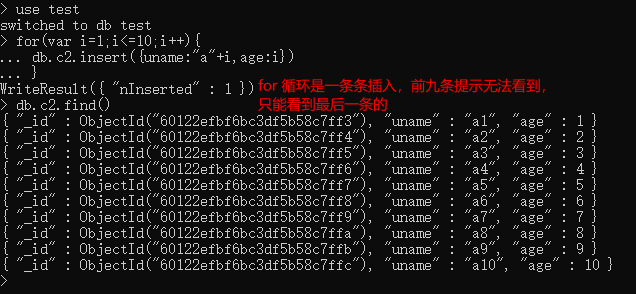 > use test
switched to db test
> for(var i=1;i<=10;i++){
... db.c2.insert({uname:"a"+i,age:i})
... }
WriteResult({ "nInserted" : 1 })
for 循环是一条条插入，前九条提示无法看到，
只能看到最后一条的
> db.c2.find()
{ "_id" : ObjectId("60122efbf6bc3df5b58c7ff3"), "uname" : "a1", "age" : 1 }
{ "_id" : ObjectId("60122efbf6bc3df5b58c7ff4"), "uname" : "a2", "age" : 2 }
{ "_id" : ObjectId("60122efbf6bc3df5b58c7ff5"), "uname" : "a3", "age" : 3 }
{ "_id" : ObjectId("60122efbf6bc3df5b58c7ff6"), "uname" : "a4", "age" : 4 }
{ "_id" : ObjectId("60122efbf6bc3df5b58c7ff7"), "uname" : "a5", "age" : 5 }
{ "_id" : ObjectId("60122efbf6bc3df5b58c7ff8"), "uname" : "a6", "age" : 6 }
{ "_id" : ObjectId("60122efbf6bc3df5b58c7ff9"), "uname" : "a7", "age" : 7 }
{ "_id" : ObjectId("60122efbf6bc3df5b58c7ffa"), "uname" : "a8", "age" : 8 }
{ "_id" : ObjectId("60122efbf6bc3df5b58c7ffb"), "uname" : "a9", "age" : 9 }
{ "_id" : ObjectId("60122efbf6bc3df5b58c7ffc"), "uname" : "a10", "age" : 10 }
>